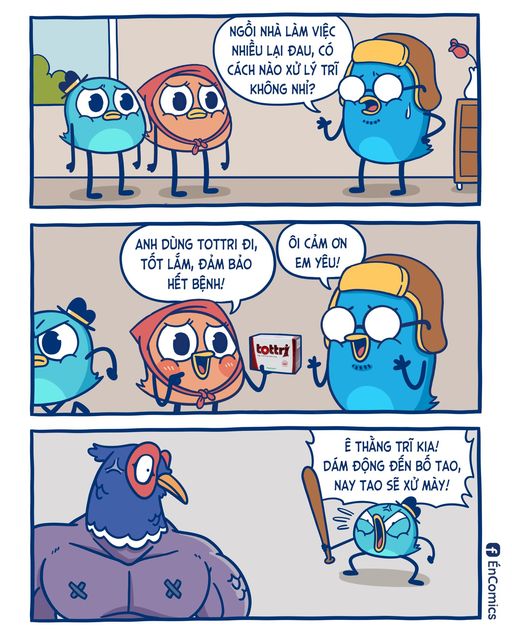 NGỒI NHÀ LÀM VIỆC
NHIỀU LẠI ĐAU, CÓ
CÁCH NÀO XỬ LÝ TRĨ
KHÔNG NHỈ?
ANH DÙNG TOTTRI ĐI,
TỐT LẮM, ĐẢM BẢO
HẾT BỆNH!
ÔI CẢM ƠN
EM YÊU!
tottri
Ê THẰNG TRĨ KIA!
DÁM ĐỘNG ĐẾN BỐ TAO,
NAY TAO SẼ XỬ MÀY!
ÉnComics